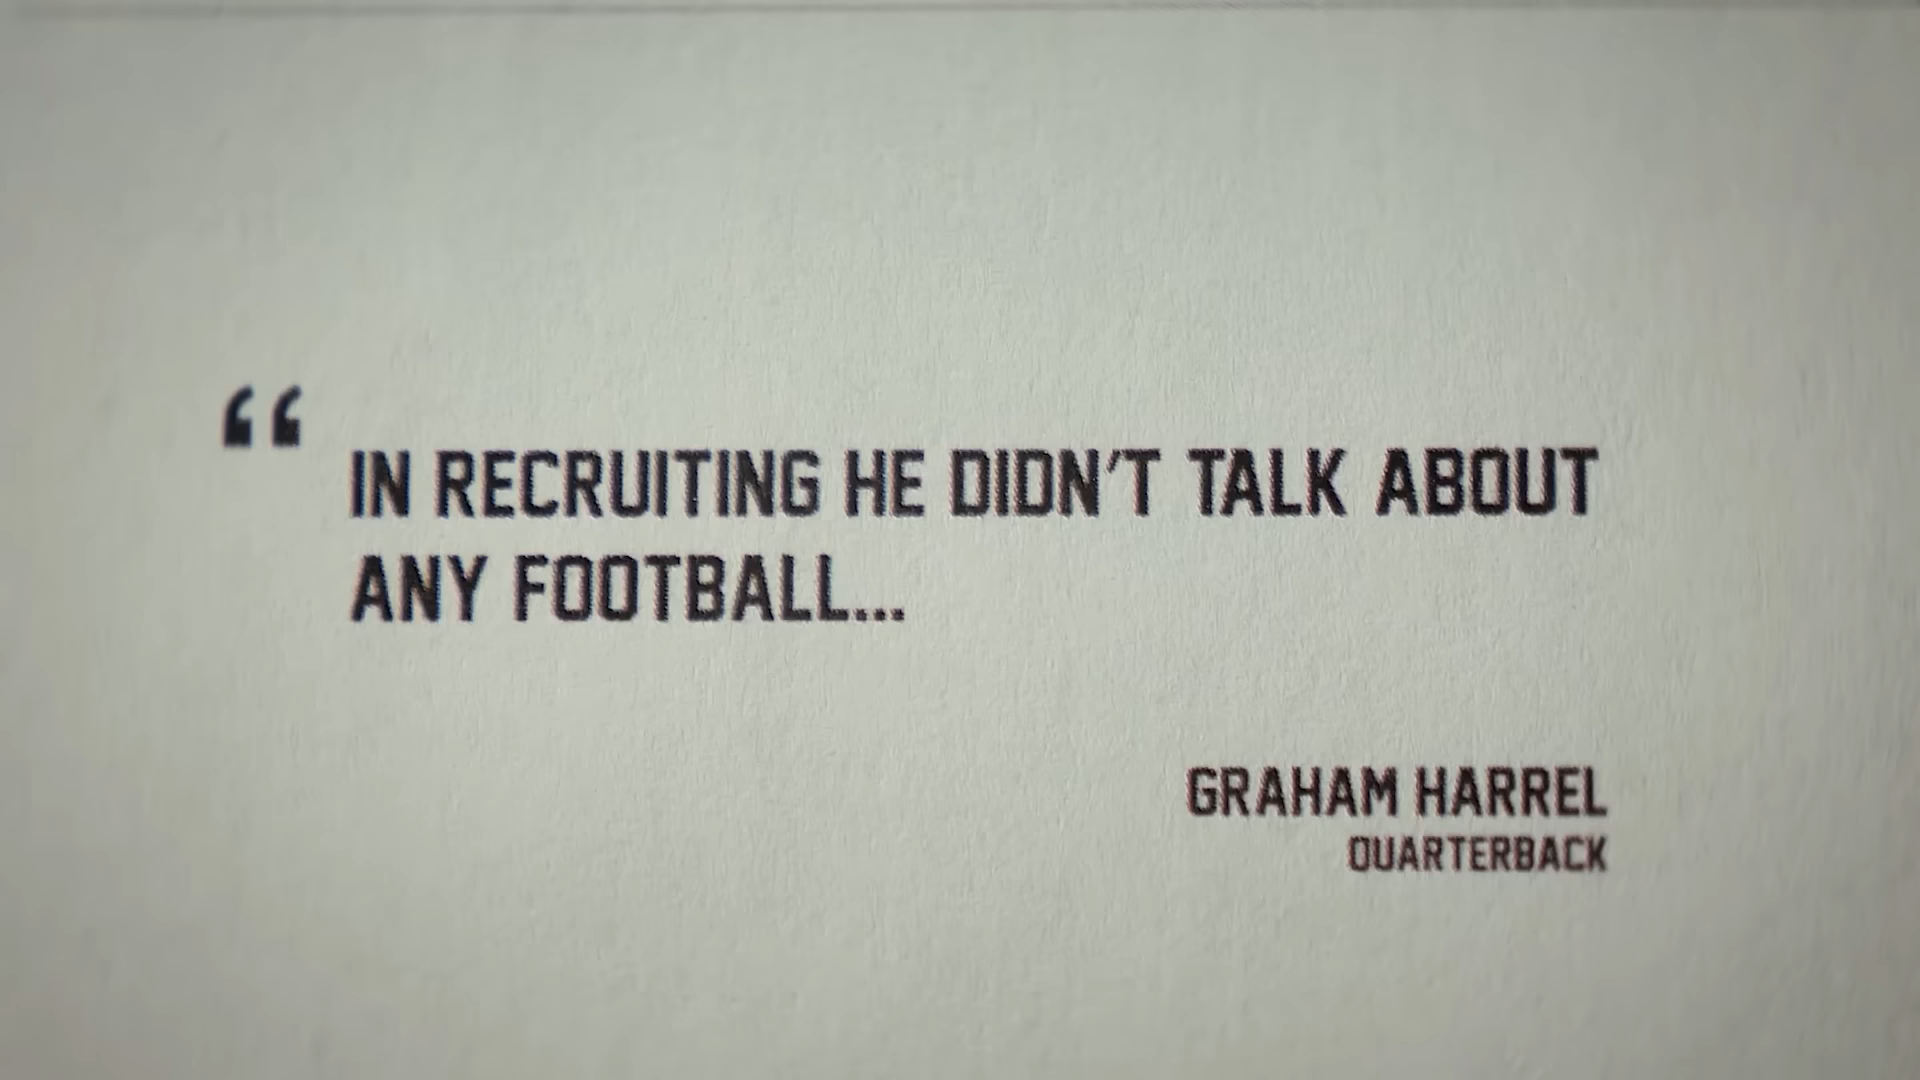 “ IN RECRUITING HE DIDN'T TALK ABOUT
ANY FOOTBALL...
GRAHAM HARREL
QUARTERBACK